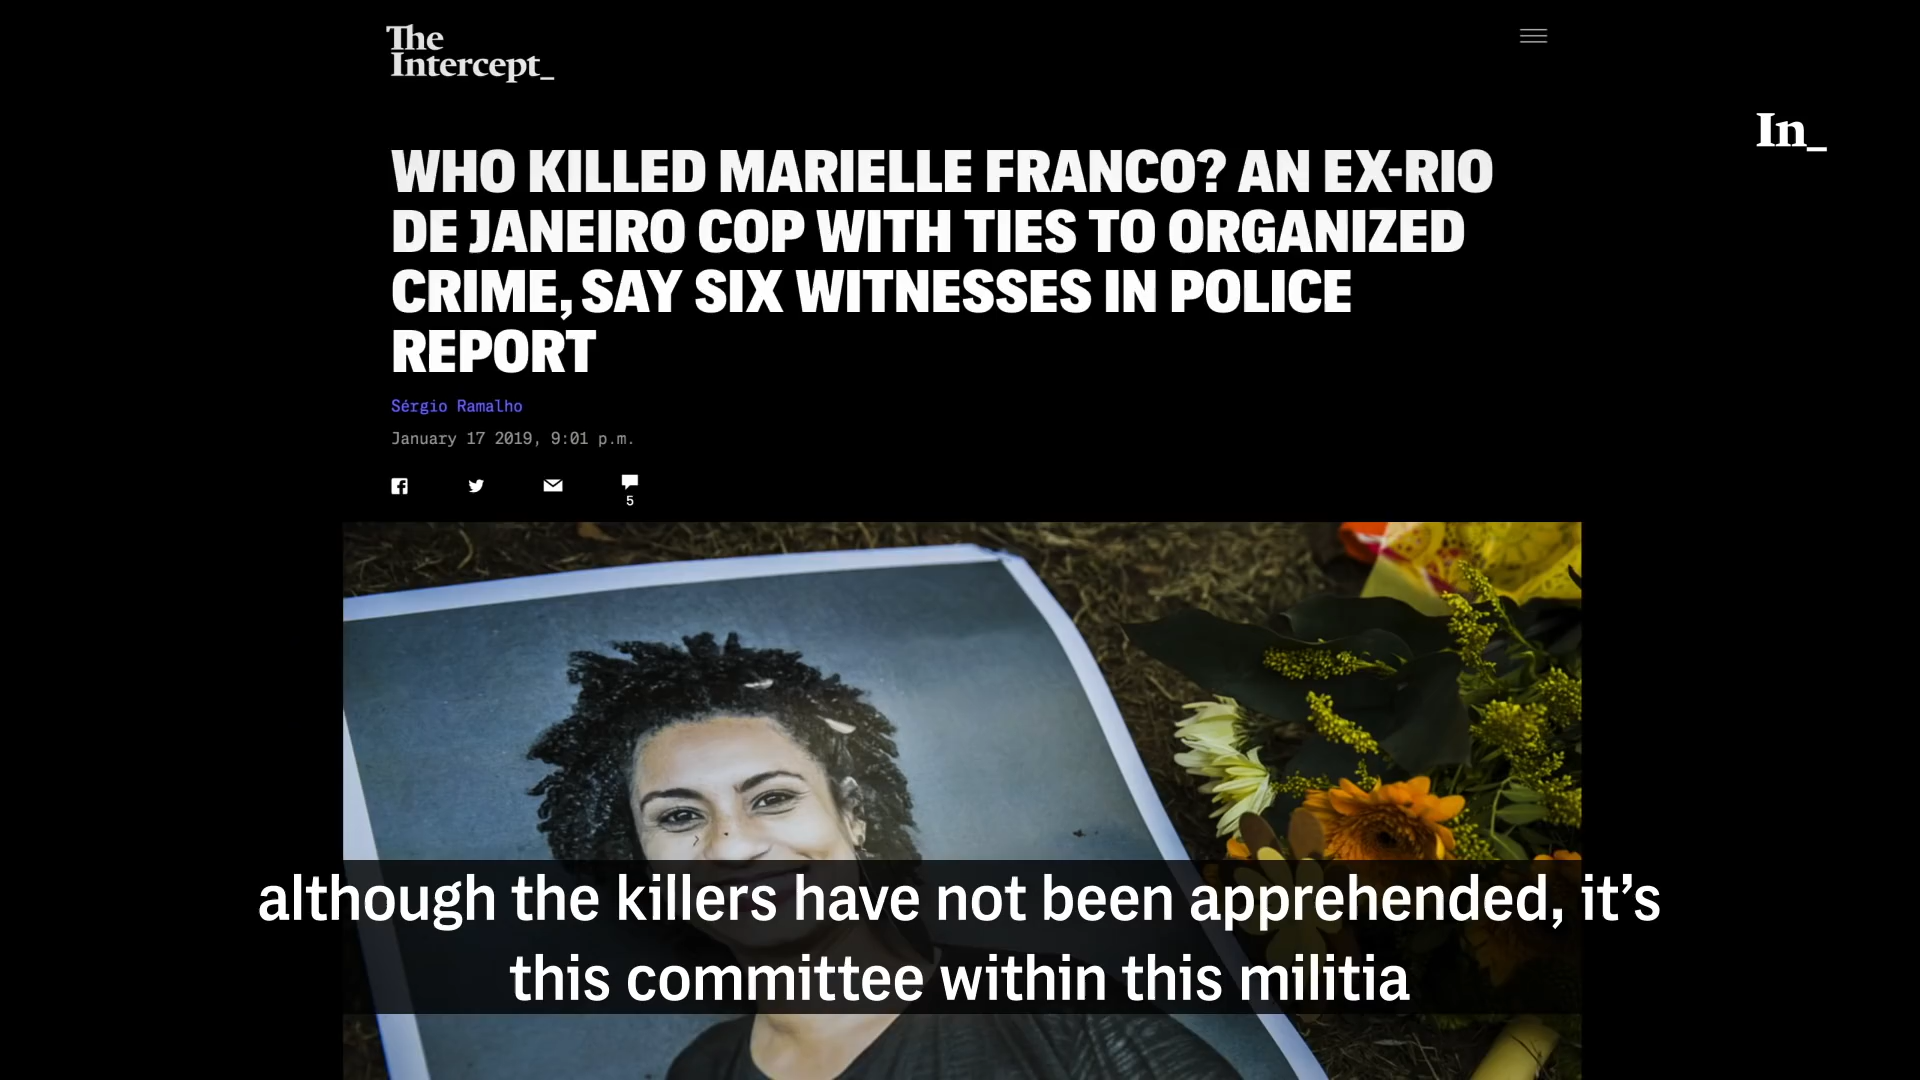 The
Intercept_
In_
WHO KILLED MARIELLE FRANCO? AN EX-RIO
DE JANEIRO COP WITH TIES TO ORGANIZED
CRIME, SAY SIX WITNESSES IN POLICE
REPORT
Sérgio Ramalho
January 17 2019, 9:01 p.m.
5
although the killers have not been apprehended, it’s
this committee within this militia